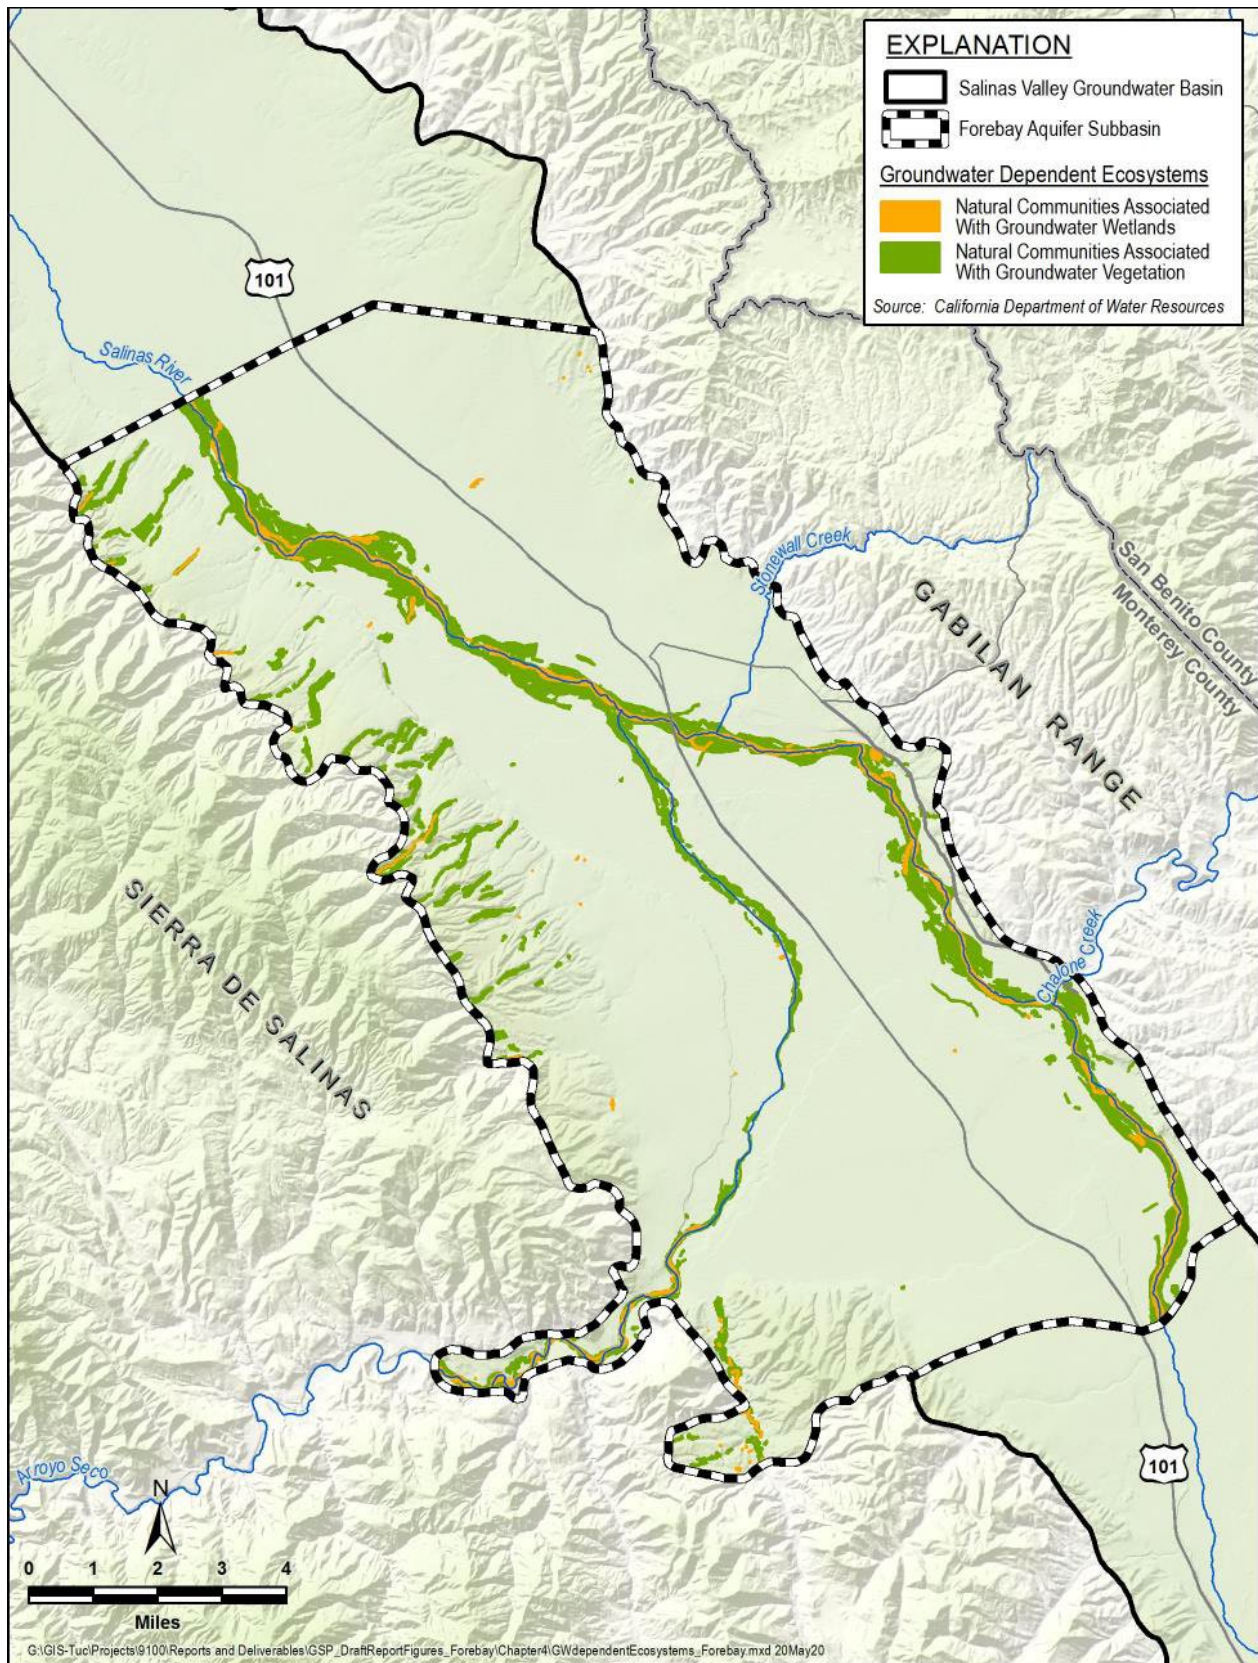 EXPLANATION
Salinas Valley Groundwater Basin
Forebay Aquifer Subbasin
Groundwater Dependent Ecosystems
Natural Communities Associated
With Groundwater Wetlands
Natural Communities Associated
With Groundwater Vegetation
Source: California Department of Water Resources
101
Salinas River
Stonewall Creek
San Benito County
Monterey County
GABILAN RANGE
Chalone Creek
SIERRA DE SALINAS
Arroyo Seco
101
N
0 1 2 3 4
Miles
G:\GIS-Tuc\Projects\9100\Reports and Deliverables\GSP_DraftReportFigures_Forebay\Chapter4\GWdependentEcosystems_Forebay.mxd 20May20